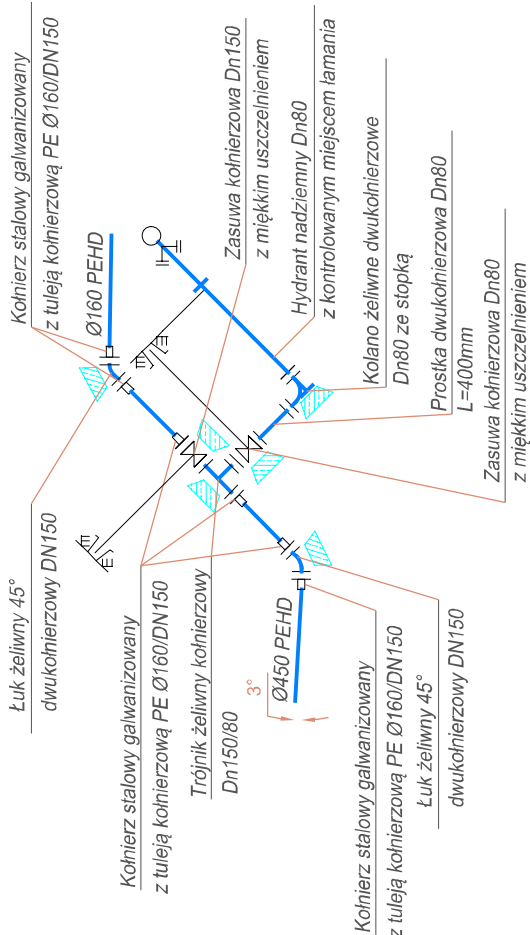 Kołnierz stalowy galwanizowany
z tuleją kołnierzową PE Ø160/DN150
Ø160 PEHD
Zasuwa kołnierzowa Dn150
z miękkim uszczelnieniem
Hydrant nadziemny Dn80
z kontrolowanym miejscem łamania
Kolano żeliwne dwukołnierzowe
Dn80 ze stopką
Prostka dwukołnierzowa Dn80
L=400mm
Zasuwa kołnierzowa Dn80
z miękkim uszczelnieniem
Łuk żeliwny 45°
dwukołnierzowy DN150
Kołnierz stalowy galwanizowany
z tuleją kołnierzową PE Ø160/DN150
Trójnik żeliwny kołnierzowy
Dn150/80
3°
Ø450 PEHD
Kołnierz stalowy galwanizowany
z tuleją kołnierzową PE Ø160/DN150
Łuk żeliwny 45°
dwukołnierzowy DN150